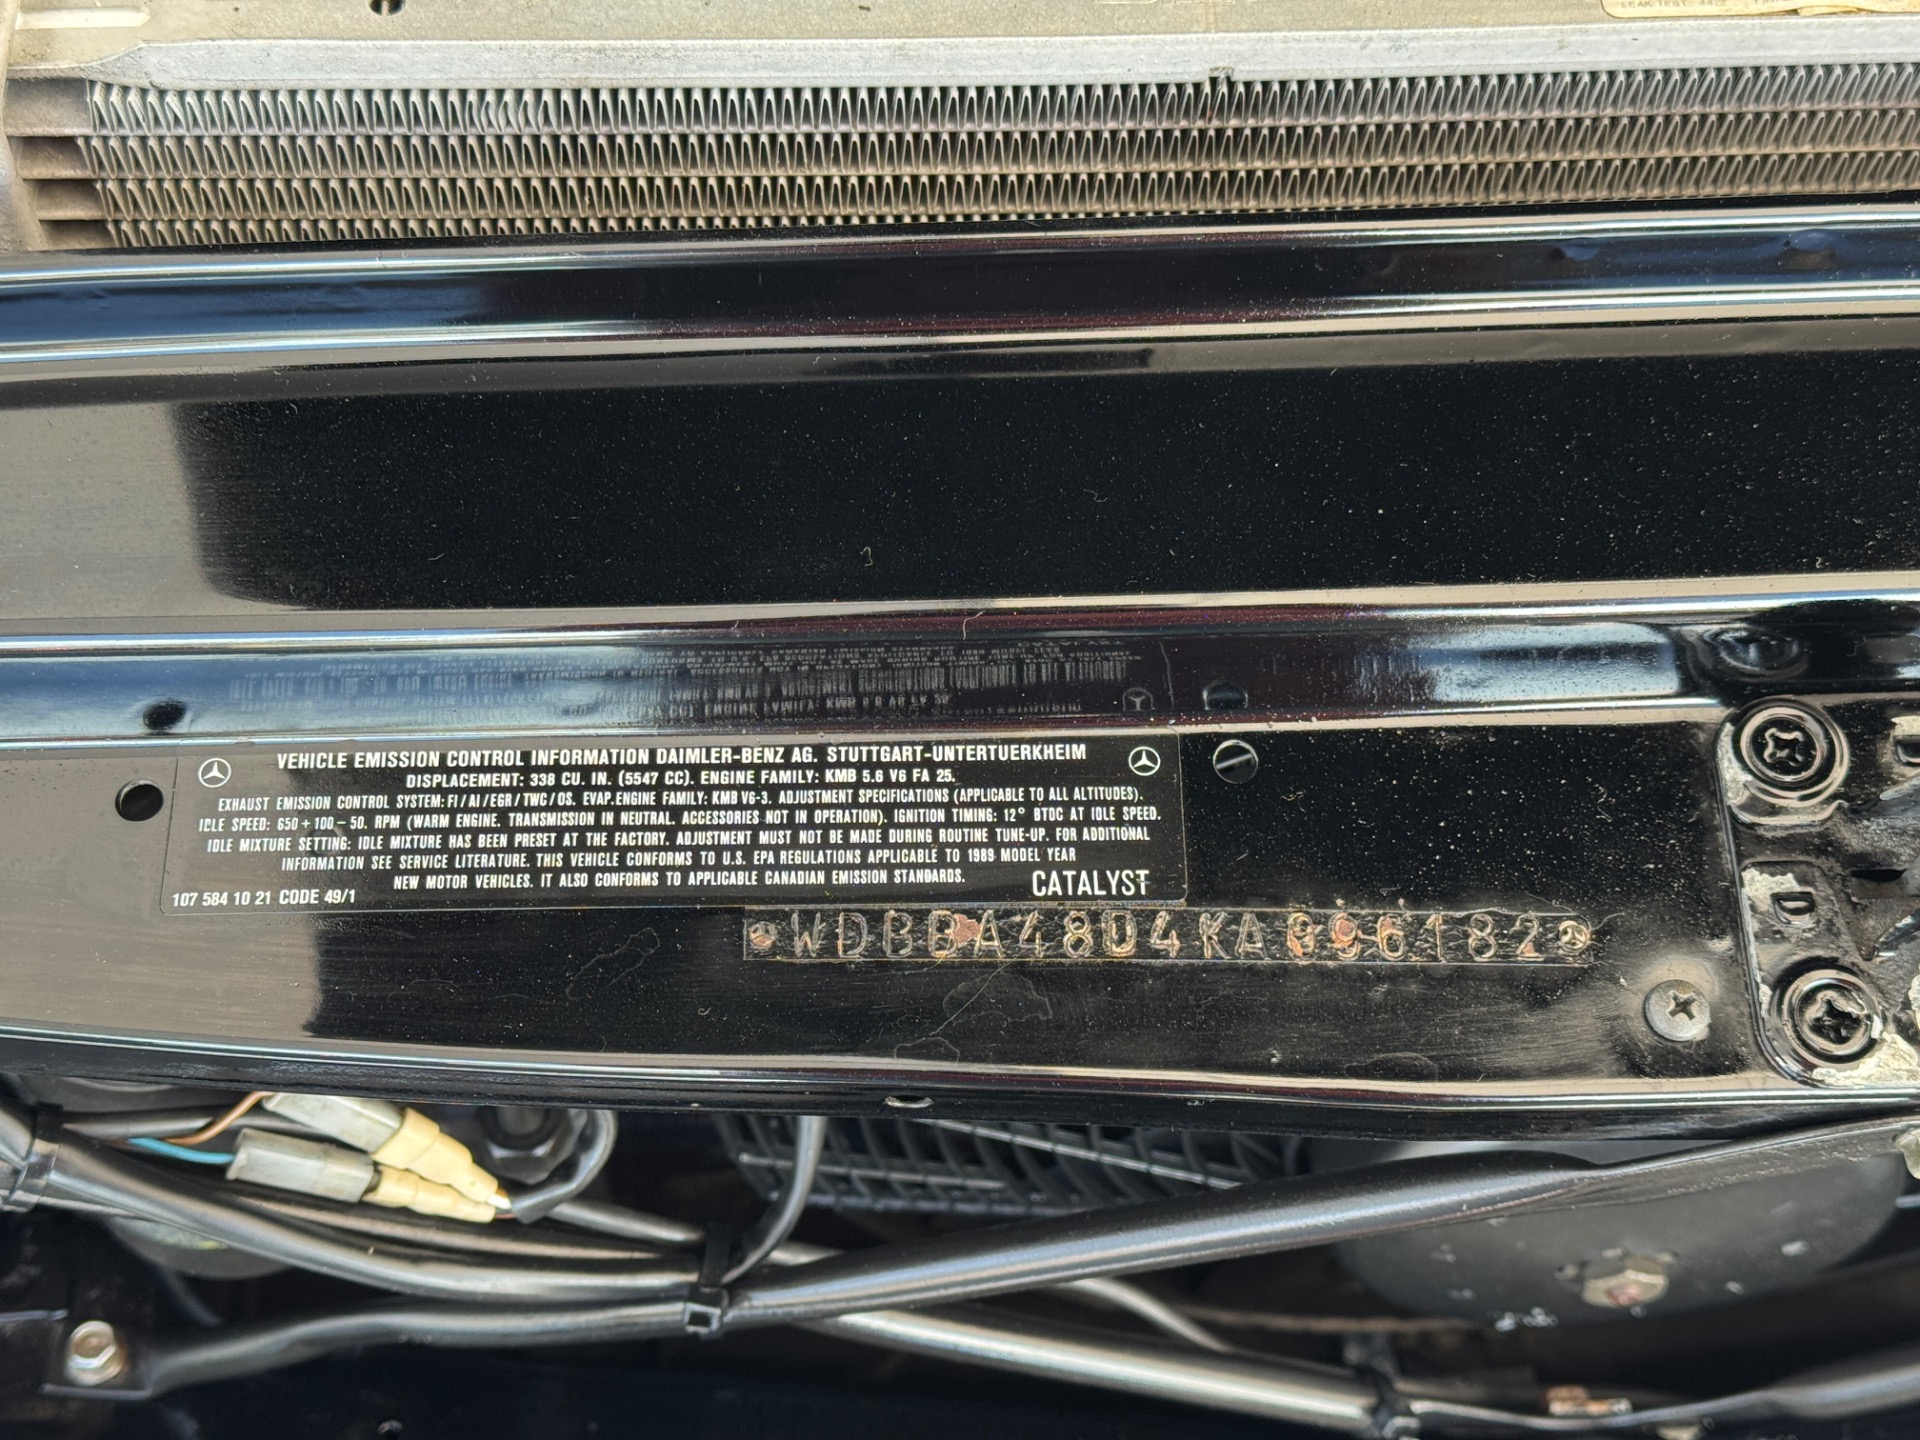 LEAK TEST 4422
VEHICLE EMISSION CONTROL INFORMATION DAIMLER-BENZ AG. STUTTGART-UNTERTUERKHEIM
DISPLACEMENT: 338 CU. IN. (5547 CC). ENGINE FAMILY: KMB 5.6 V6 FA 25.
EXHAUST EMISSION CONTROL SYSTEM: FI/AI/EGR/TWC/OS. EVAP.ENGINE FAMILY: KMB V6-3. ADJUSTMENT SPECIFICATIONS (APPLICABLE TO ALL ALTITUDES).
IDLE SPEED: 650+100-50. RPM (WARM ENGINE. TRANSMISSION IN NEUTRAL. ACCESSORIES NOT IN OPERATION). IGNITION TIMING: 12° BTDC AT IDLE SPEED.
IDLE MIXTURE SETTING: IDLE MIXTURE HAS BEEN PRESET AT THE FACTORY. ADJUSTMENT MUST NOT BE MADE DURING ROUTINE TUNE-UP. FOR ADDITIONAL
INFORMATION SEE SERVICE LITERATURE. THIS VEHICLE CONFORMS TO U.S. EPA REGULATIONS APPLICABLE TO 1989 MODEL YEAR
NEW MOTOR VEHICLES. IT ALSO CONFORMS TO APPLICABLE CANADIAN EMISSION STANDARDS.
CATALYST
107 584 10 21 CODE 49/1
WDBBA48D4KA096182
D